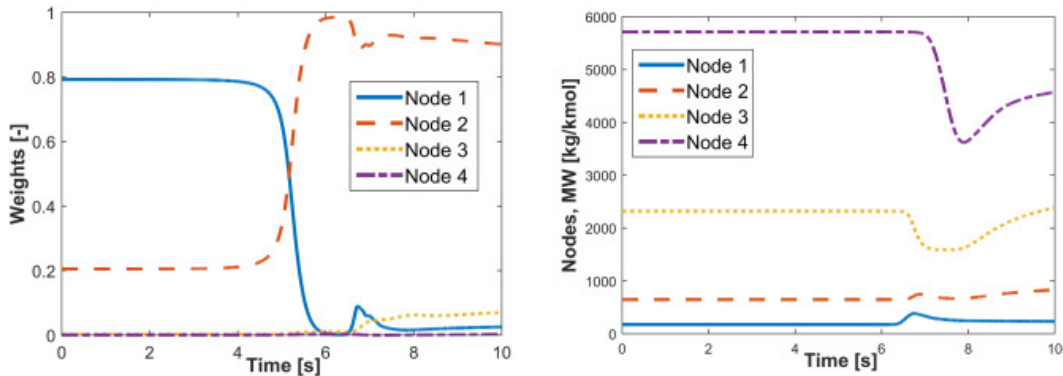 1
0.8
0.6
0.4
0.2
0
Weights [-]
Node 1
Node 2
Node 3
Node 4
0 2 4 6 8 10
Time [s]
6000
5000
4000
3000
2000
1000
0
Nodes, MW [kg/kmol]
Node 1
Node 2
Node 3
Node 4
0 2 4 6 8 10
Time [s]